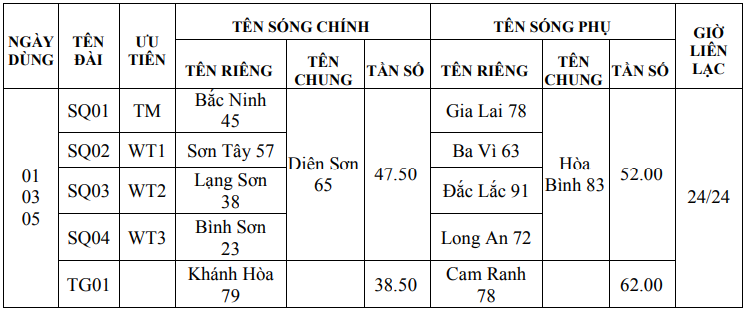 NGÀY DÙNG | TÊN ĐÀI | ƯU TIÊN | TÊN SÓNG CHÍNH | TÊN SÓNG PHỤ | GIỜ LIÊN LẠC
TÊN RIÊNG | TÊN CHUNG | TẦN SỐ | TÊN RIÊNG | TÊN CHUNG | TẦN SỐ
01 03 05 | SQ01 | TM | Bắc Ninh 45 | Diên Sơn 65 | 47.50 | Gia Lai 78 | Hòa Bình 83 | 52.00 | 24/24
SQ02 | WT1 | Sơn Tây 57 | Ba Vì 63
SQ03 | WT2 | Lạng Sơn 38 | Đắc Lắc 91
SQ04 | WT3 | Bình Sơn 23 | Long An 72
TG01 | Khánh Hòa 79 | 38.50 | Cam Ranh 78 | 62.00